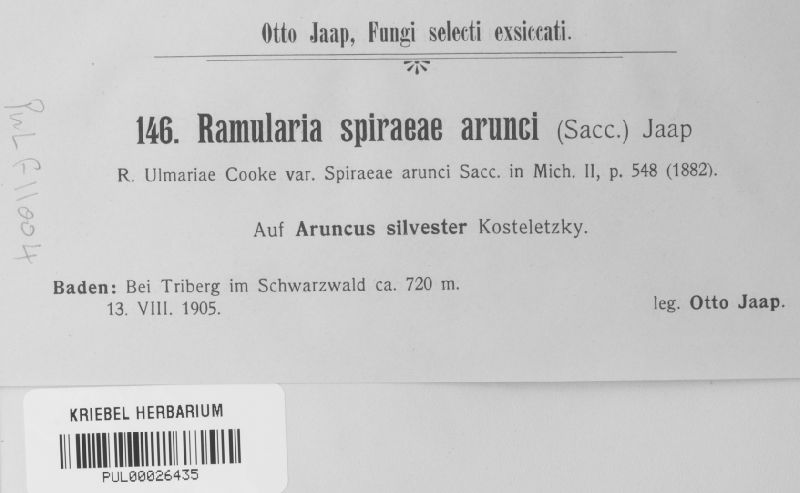 Otto Jaap, Fungi selecti exsiccati.
146. Ramularia spiraeae arunci (Sacc.) Jaap
R. Ulmariae Cooke var. Spiraeae arunci Sacc. in Mich. II, p. 548 (1882).
Auf Aruncus silvester Kosteletzky.
Baden: Bei Triberg im Schwarzwald ca. 720 m.
13. VIII. 1905.
leg. Otto Jaap.
PUL F11004
KRIEBEL HERBARIUM
PUL00026435